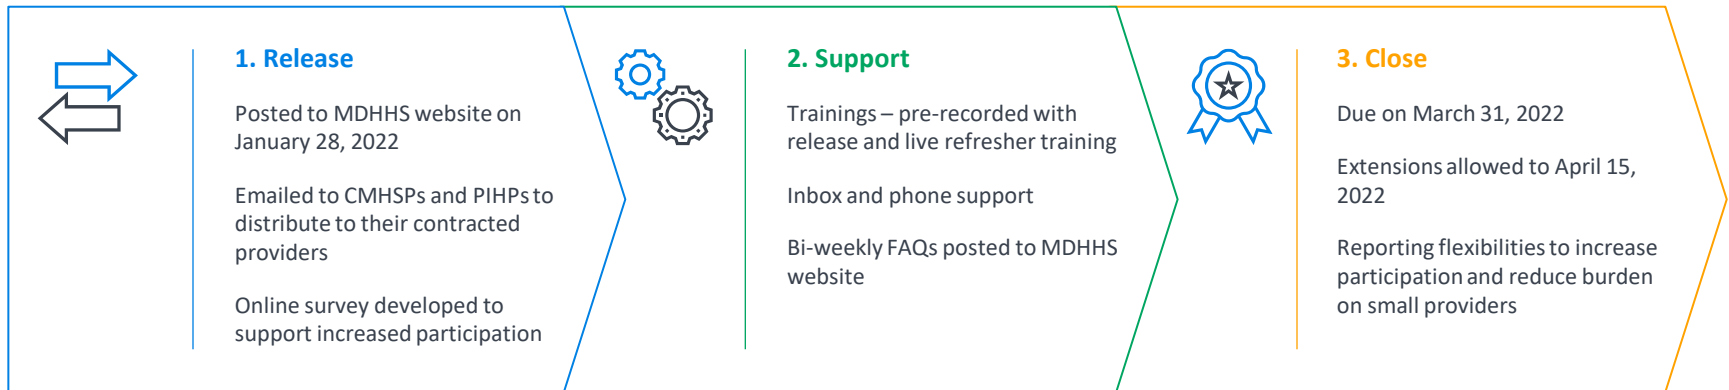 1. Release
Posted to MDHHS website on
January 28, 2022
Emailed to CMHSPs and PIHPs to
distribute to their contracted
providers
Online survey developed to
support increased participation
2. Support
Trainings – pre-recorded with
release and live refresher training
Inbox and phone support
Bi-weekly FAQs posted to MDHHS
website
3. Close
Due on March 31, 2022
Extensions allowed to April 15,
2022
Reporting flexibilities to increase
participation and reduce burden
on small providers